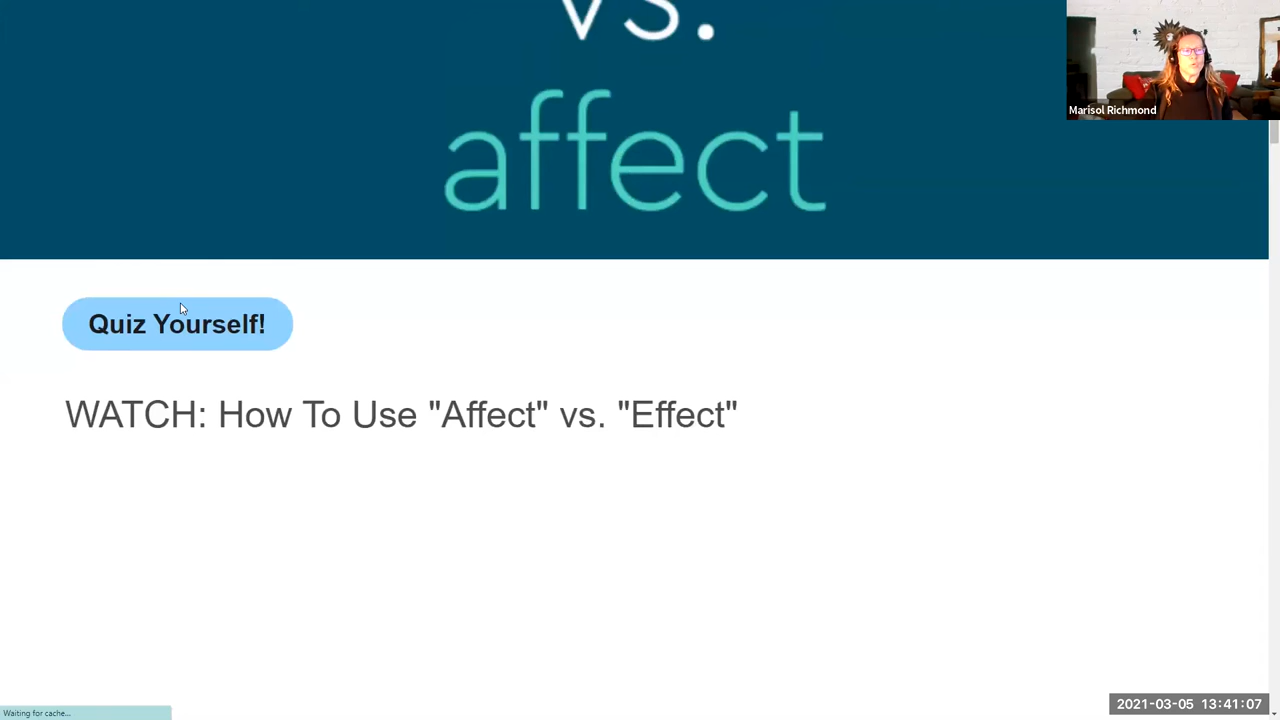 vs.
affect
Marisol Richmond
Quiz Yourself!
WATCH: How To Use "Affect" vs. "Effect"
Waiting for cache...
2021-03-05 13:41:07